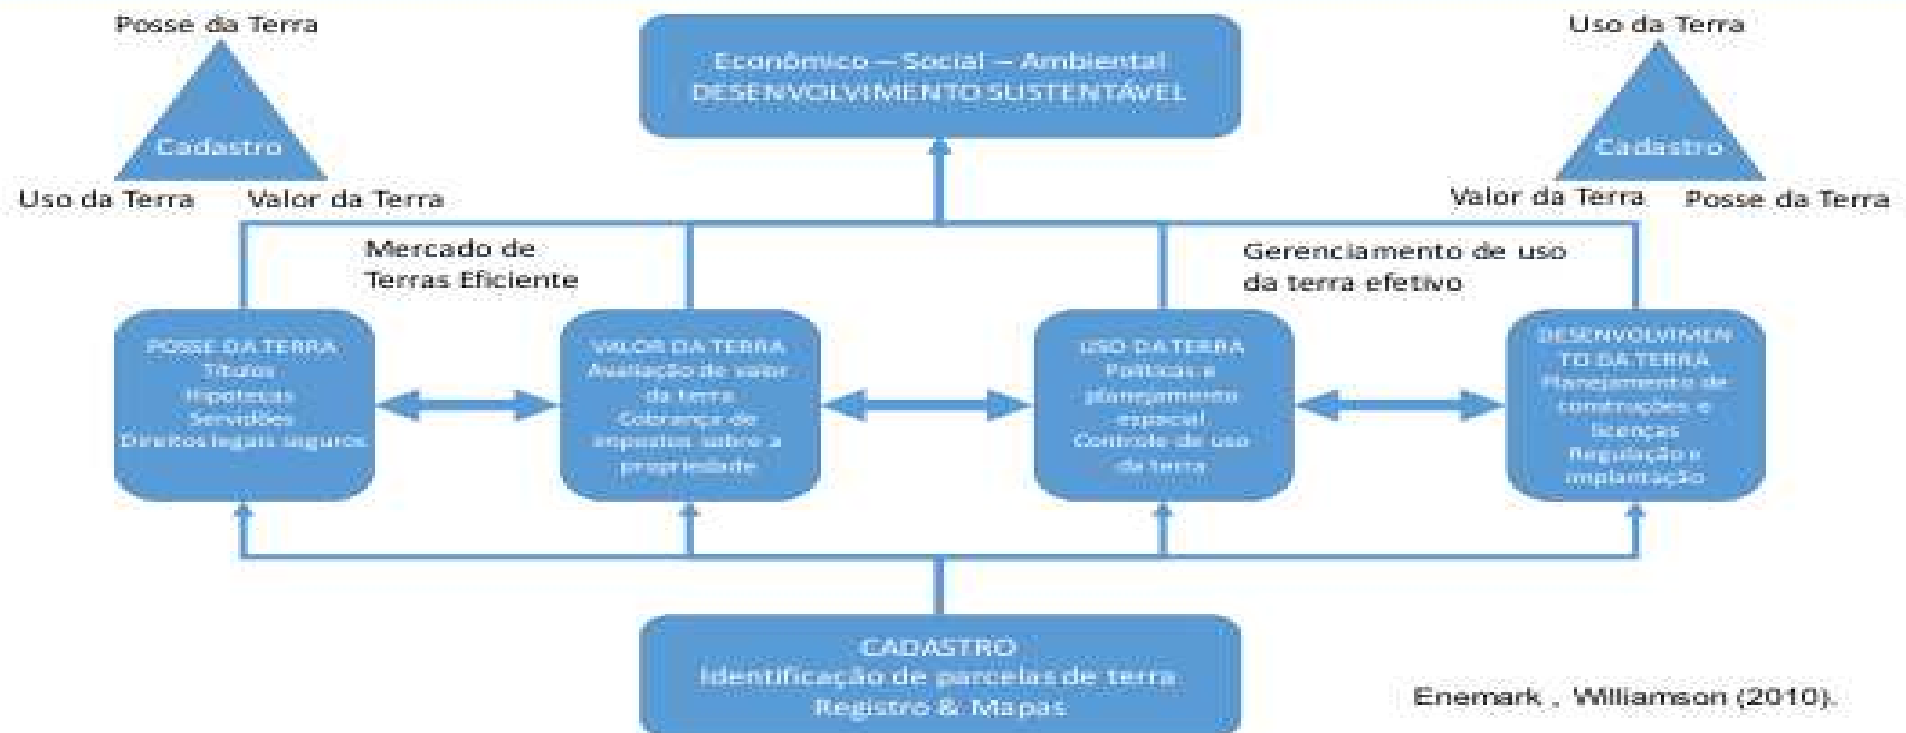 Posse da Terra
Cadastro
Uso da Terra
Valor da Terra
Econômico – Social – Ambiental
DESENVOLVIMENTO SUSTENTÁVEL
Uso da Terra
Cadastro
Valor da Terra
Posse da Terra
Mercado de
Terras Eficiente
Gerenciamento de uso
da terra efetivo
POSSE DA TERRA
Títulos
Hipotecas
Servidões
Direitos legais seguros
VALOR DA TERRA
Avaliação de valor
da terra
Cobrança de
impostos sobre a
propriedade
USO DA TERRA
Políticas e
planejamento
espacial
Controle de uso
da terra
DESENVOLVIMEN
TO DA TERRA
Planejamento de
construções e
licenças
Regulação e
implantação
CADASTRO
Identificação de parcelas de terra
Registro & Mapas
Enemark , Williamson (2010).